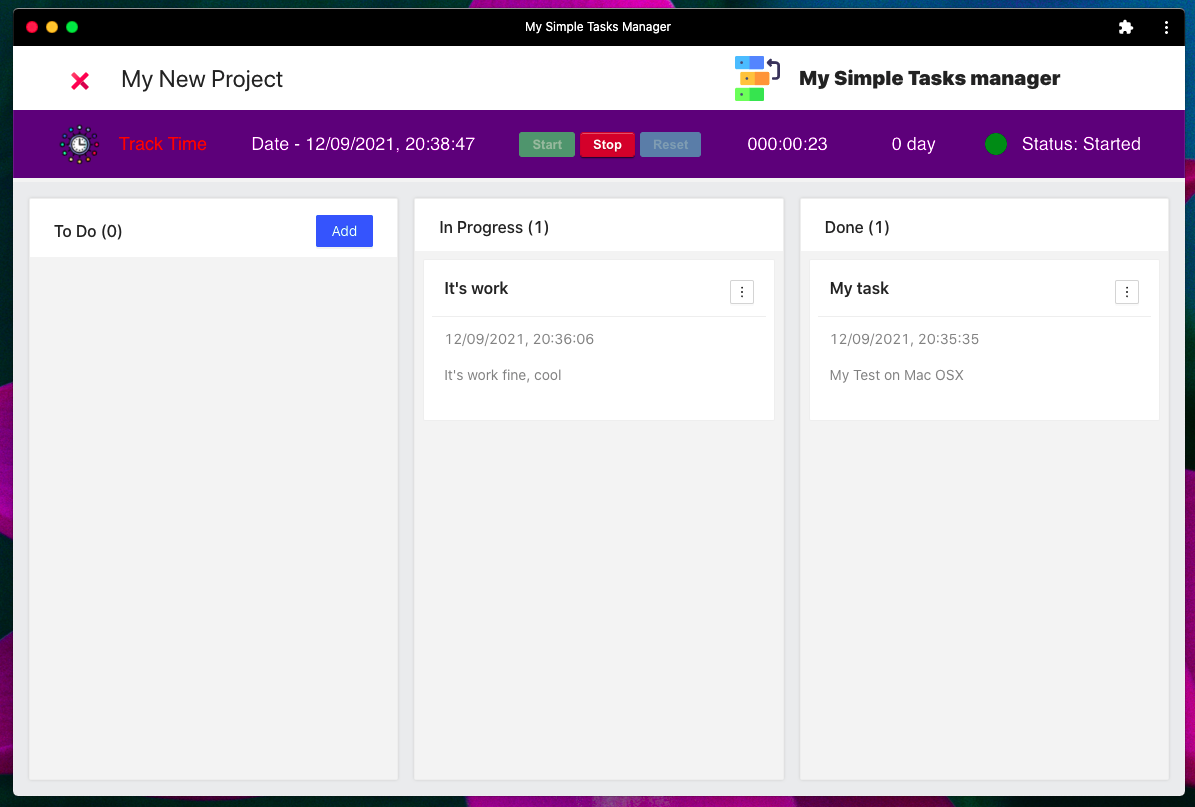 My Simple Tasks Manager
My New Project
My Simple Tasks manager
Track Time
Date - 12/09/2021, 20:38:47
Start
Stop
Reset
000:00:23
0 day
Status: Started
To Do (0)
Add
In Progress (1)
It's work
12/09/2021, 20:36:06
It's work fine, cool
Done (1)
My task
12/09/2021, 20:35:35
My Test on Mac OSX